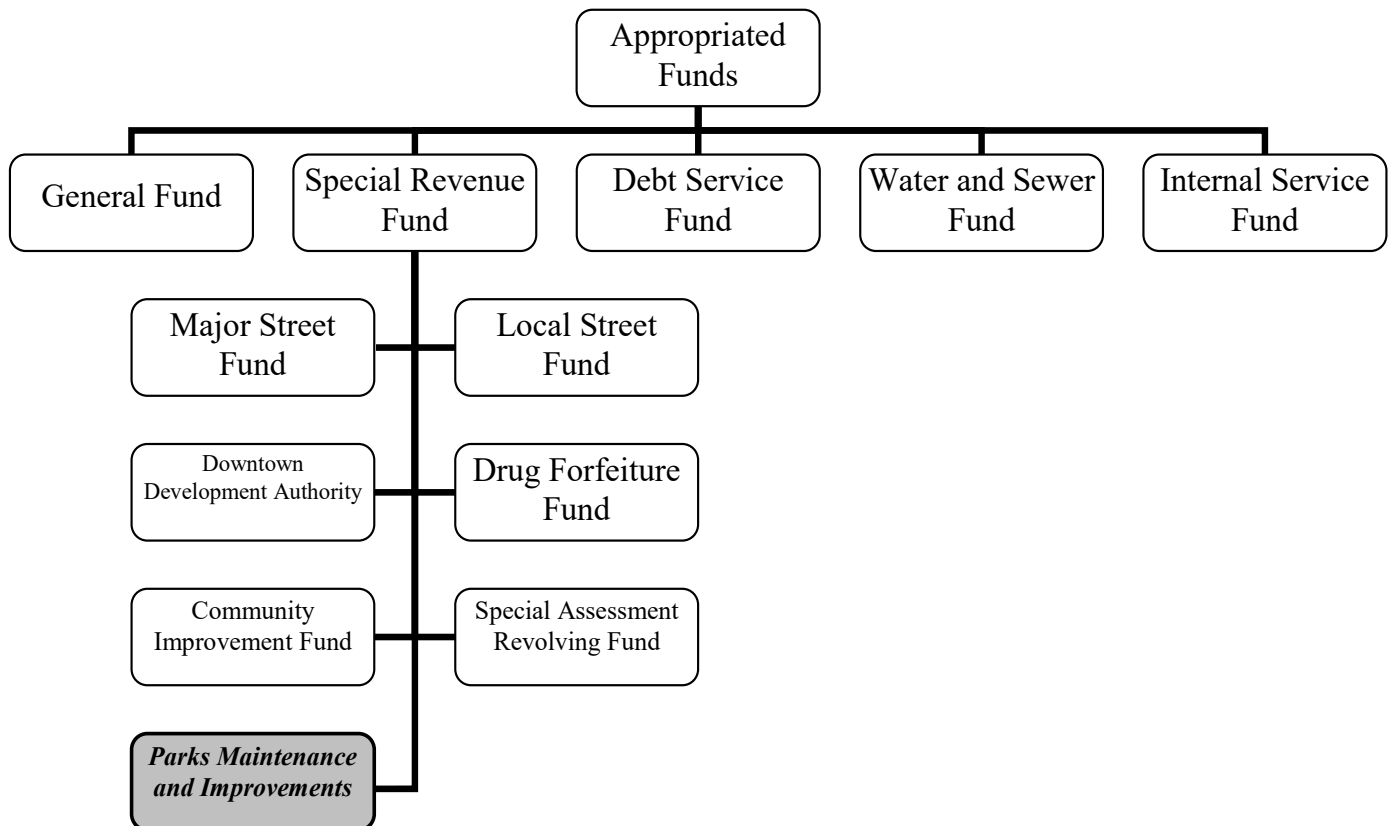 Appropriated
Funds
General Fund
Special Revenue
Fund
Debt Service
Fund
Water and Sewer
Fund
Internal Service
Fund
Major Street
Fund
Local Street
Fund
Downtown
Development Authority
Drug Forfeiture
Fund
Community
Improvement Fund
Special Assessment
Revolving Fund
Parks Maintenance
and Improvements